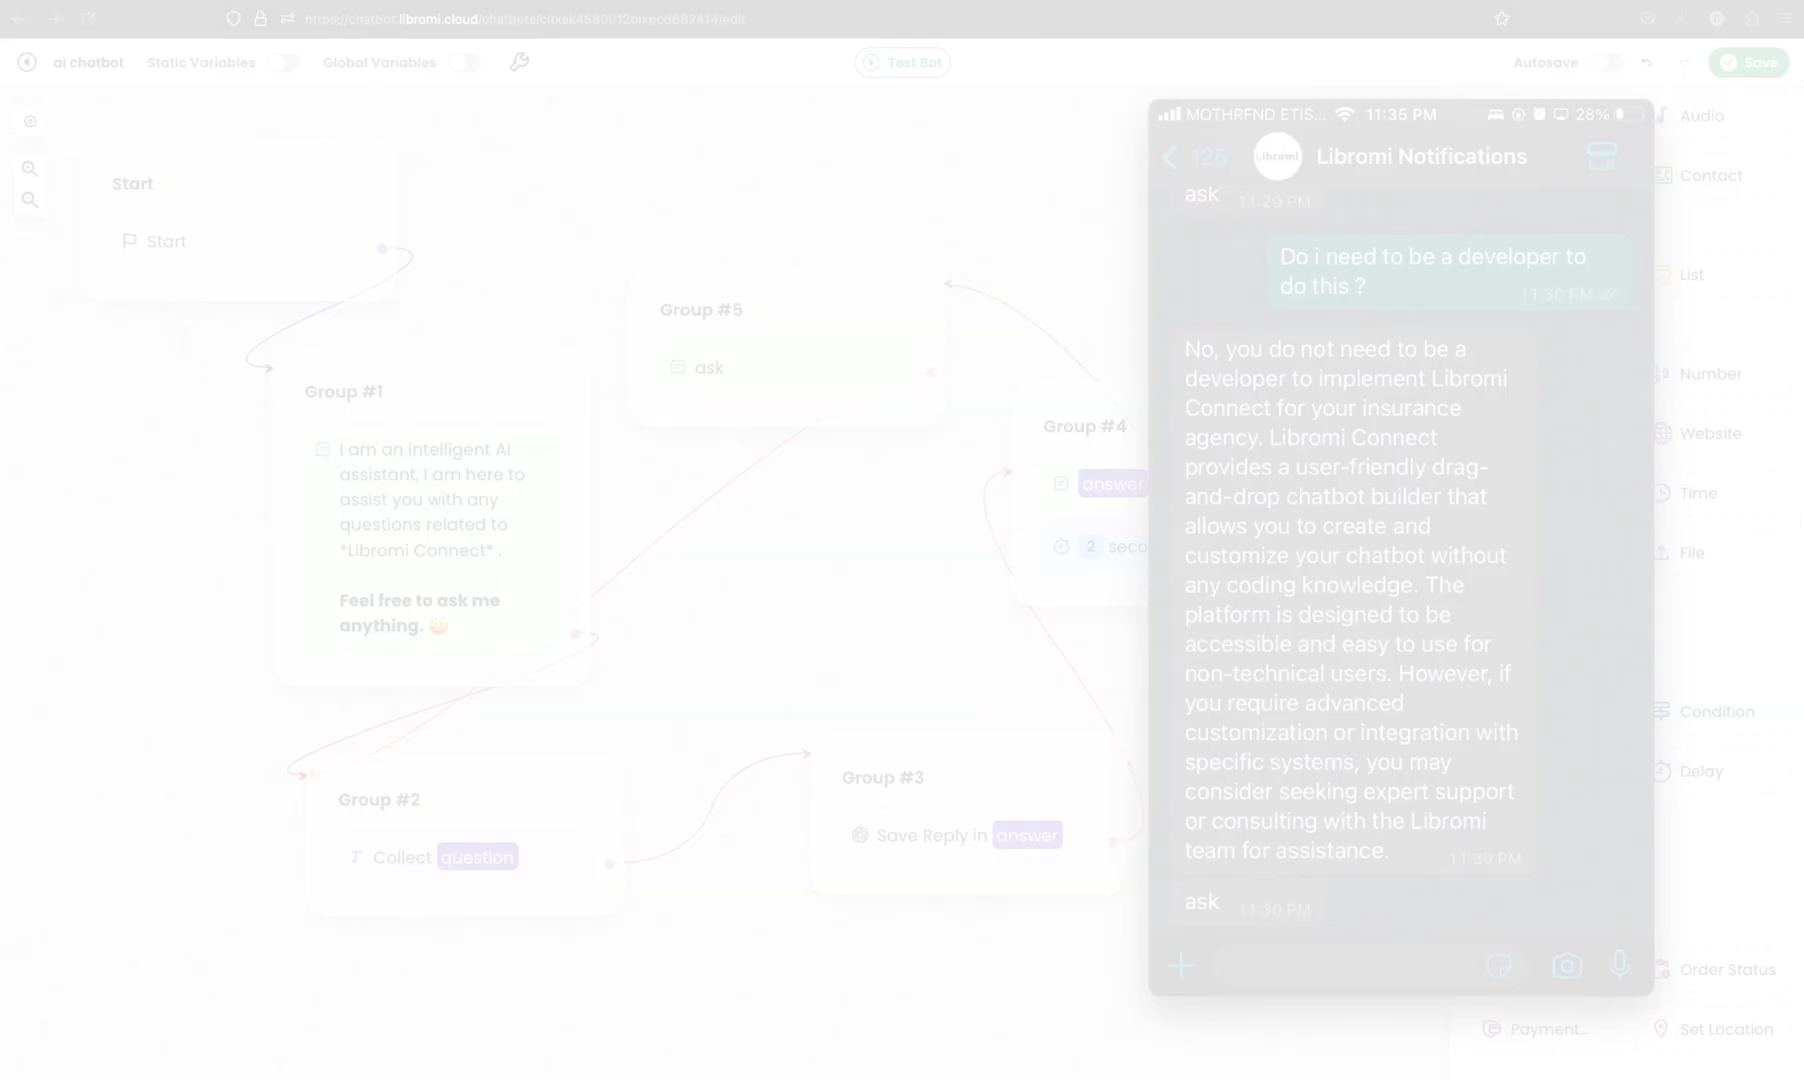 libromi.cloud
ai chatbot
Static Variables
Global Variables
Test Bot
Autosave
Save
Start
Start
Group #1
I am an intelligent AI
assistant, I am here to
assist you with any
questions related to
*Libromi Connect* .
Feel free to ask me
anything. 😀
Group #5
ask
Group #4
answer
2 seco
Group #2
Collect question
Group #3
Save Reply in answer
MOTHRFND ETIS... 11:35 PM 28%
125 Libromi Libromi Notifications
ask 11:29 PM
Do i need to be a developer to
do this ?
11:30 PM
No, you do not need to be a
developer to implement Libromi
Connect for your insurance
agency. Libromi Connect
provides a user-friendly drag-
and-drop chatbot builder that
allows you to create and
customize your chatbot without
any coding knowledge. The
platform is designed to be
accessible and easy to use for
non-technical users. However, if
you require advanced
customization or integration with
specific systems, you may
consider seeking expert support
or consulting with the Libromi
team for assistance.
11:30 PM
ask 11:30 PM
Audio
Contact
List
Number
Website
Time
File
Condition
Delay
Order Status
Payment...
Set Location